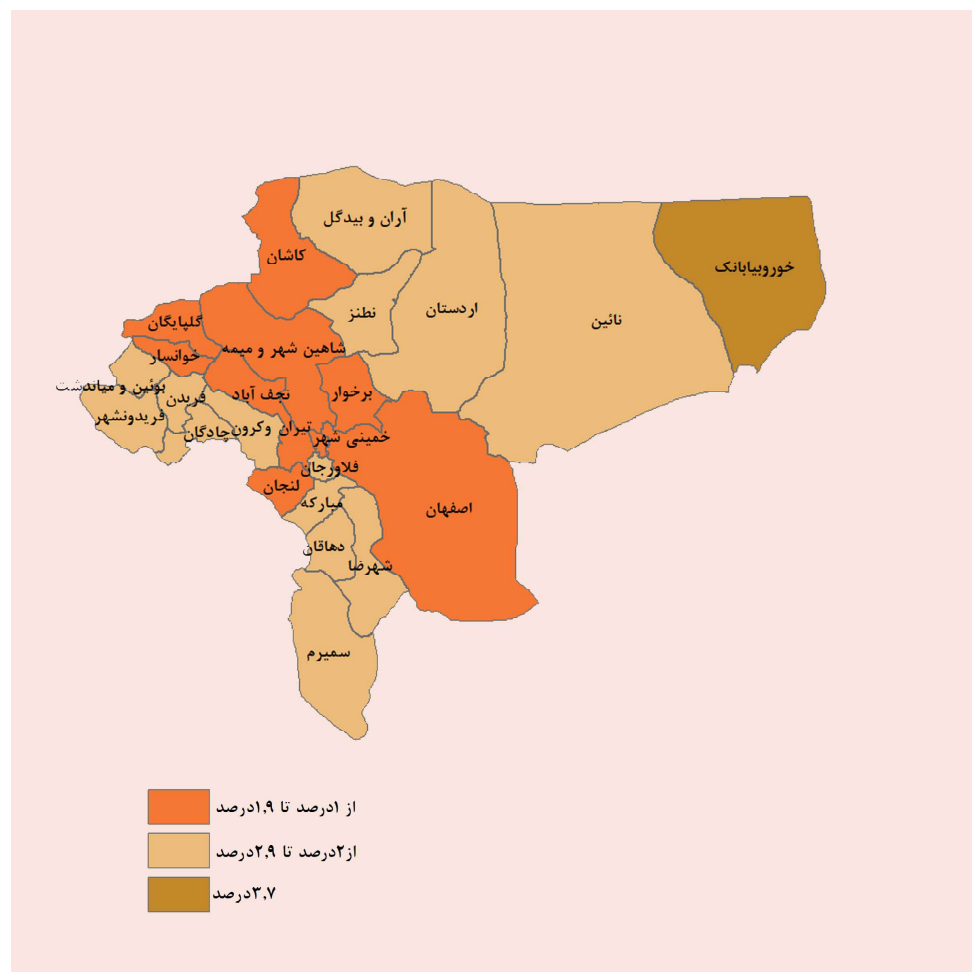 آران و بیدگل
کاشان
خوروبیابانک
اردستان
نطنز
نائین
گلپایگان
شاهین شهر و میمه
خوانسار
بوئین و میاندشت
فریدن
نجف آباد
برخوار
فریدونشهر
چادگان
تیران وکرون
خمینی شهر
فلاورجان
لنجان
مبارکه
اصفهان
دهاقان
شهرضا
سمیرم
از ۱درصد تا ۱,۹درصد
از۲درصد تا ۲,۹درصد
۳,۷درصد